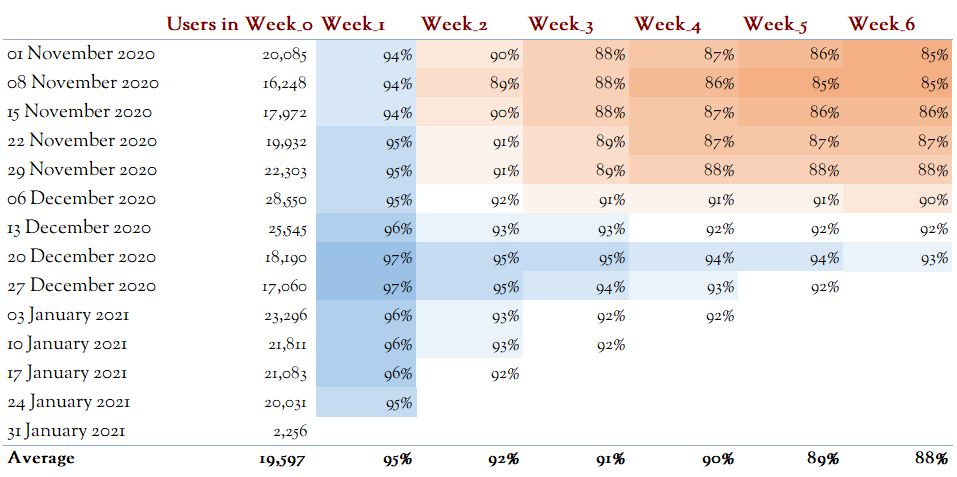 Users in Week_0 Week_1 Week_2 Week_3 Week_4 Week_5 Week_6
01 November 2020 20,085 94% 90% 88% 87% 86% 85%
08 November 2020 16,248 94% 89% 88% 86% 85% 85%
15 November 2020 17,972 94% 90% 88% 87% 86% 86%
22 November 2020 19,932 95% 91% 89% 87% 87% 87%
29 November 2020 22,303 95% 91% 89% 88% 88% 88%
06 December 2020 28,550 95% 92% 91% 91% 91% 90%
13 December 2020 25,545 96% 93% 93% 92% 92% 92%
20 December 2020 18,190 97% 95% 95% 94% 94% 93%
27 December 2020 17,060 97% 95% 94% 93% 92%
03 January 2021 23,296 96% 93% 92% 92%
10 January 2021 21,811 96% 93% 92%
17 January 2021 21,083 96% 92%
24 January 2021 20,031 95%
31 January 2021 2,256
Average 19,597 95% 92% 91% 90% 89% 88%